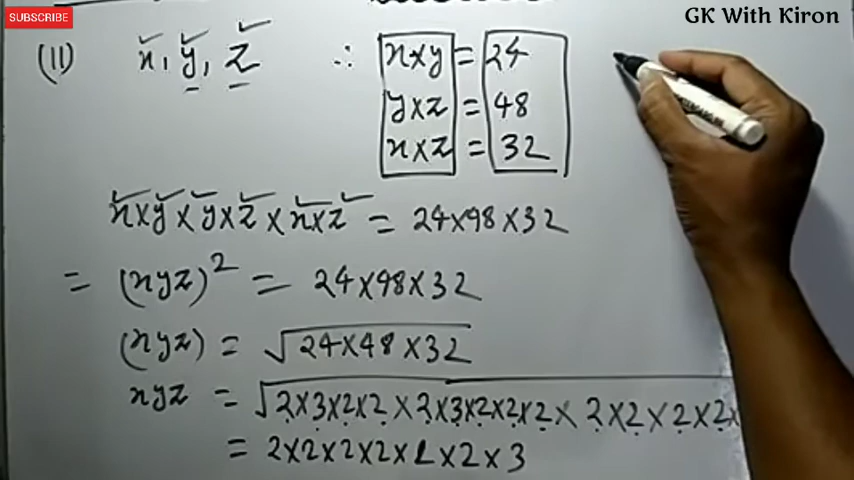 SUBSCRIBE
GK With Kiron
(11) x, y, z ∴ x×y = 24
y×z = 48
x×z = 32
x×y×y×z×x×z = 24×48×32
= (xyz)² = 24×48×32
(xyz) = √24×48×32
xyz = √2×3×2×2×2×3×2×2×2×2×2×2×2×
= 2×2×2×2×2×2×3